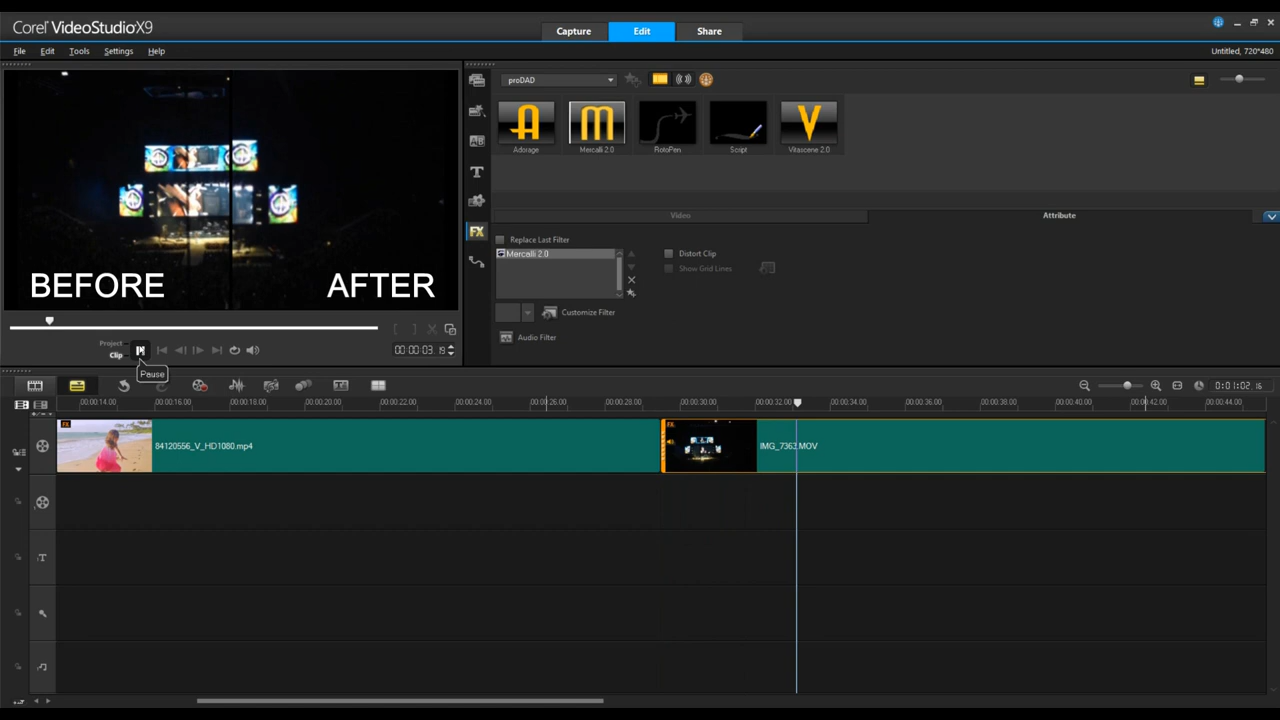 Corel® VideoStudio®X9
Capture Edit Share
File Edit Tools Settings Help
Untitled, 720*480
BEFORE AFTER
Project
Clip
Pause
00:00:03. 19
proDAD
Adorage Mercalli 2.0 RotoPen Script Vitascene 2.0
Video Attribute
Replace Last Filter
Mercalli 2.0
Customize Filter
Audio Filter
Distort Clip
Show Grid Lines
FX
0:01:02. 16
00:00:14.00 00:00:16.00 00:00:18.00 00:00:20.00 00:00:22.00 00:00:24.00 00:00:26.00 00:00:28.00 00:00:30.00 00:00:32.00 00:00:34.00 00:00:36.00 00:00:38.00 00:00:40.00 00:00:42.00 00:00:44.00
FX
84120556_V_HD1080.mp4
FX
IMG_7363.MOV